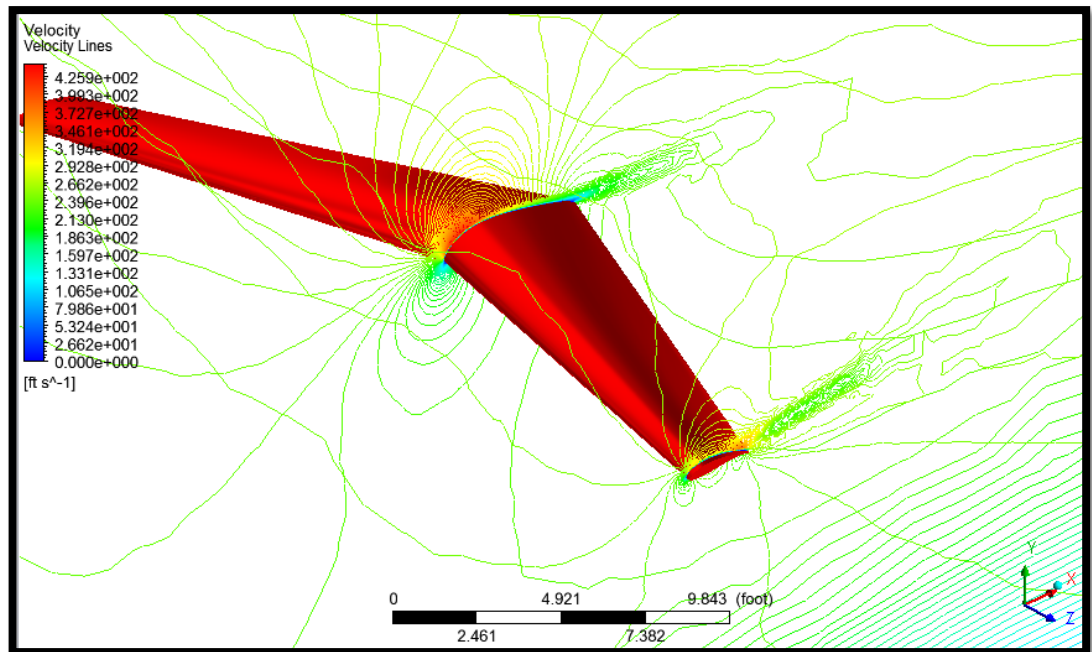 Velocity
Velocity Lines
4.259e+002
3.993e+002
3.727e+002
3.461e+002
3.194e+002
2.928e+002
2.662e+002
2.396e+002
2.130e+002
1.863e+002
1.597e+002
1.331e+002
1.065e+002
7.986e+001
5.324e+001
2.662e+001
0.000e+000
[ft s^-1]
0 4.921 9.843 (foot)
2.461 7.382
Y
X
Z